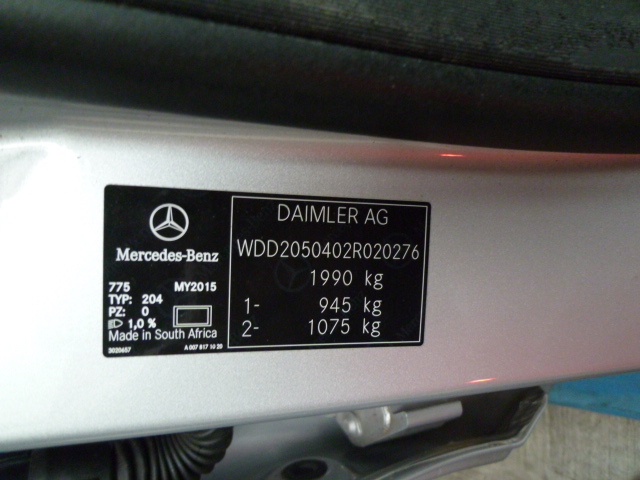 Mercedes-Benz
775 MY2015
TYP: 204
PZ: 0
1,0 %
Made in South Africa
3020657 A 007 817 10 20
DAIMLER AG
WDD2050402R020276
1990 kg
1- 945 kg
2- 1075 kg